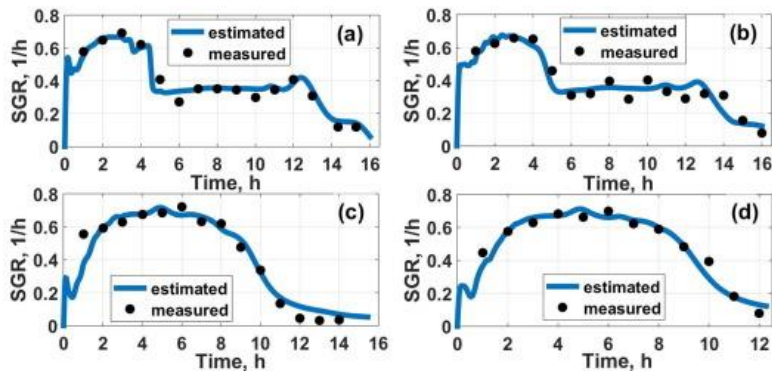 (a)
SGR, 1/h
0.8
0.6
0.4
0.2
0
estimated
measured
0 2 4 6 8 10 12 14 16
Time, h
(b)
SGR, 1/h
0.8
0.6
0.4
0.2
0
estimated
measured
0 2 4 6 8 10 12 14 16
Time, h
(c)
SGR, 1/h
0.8
0.6
0.4
0.2
0
estimated
measured
0 2 4 6 8 10 12 14 16
Time, h
(d)
SGR, 1/h
0.8
0.6
0.4
0.2
0
estimated
measured
0 2 4 6 8 10 12
Time, h